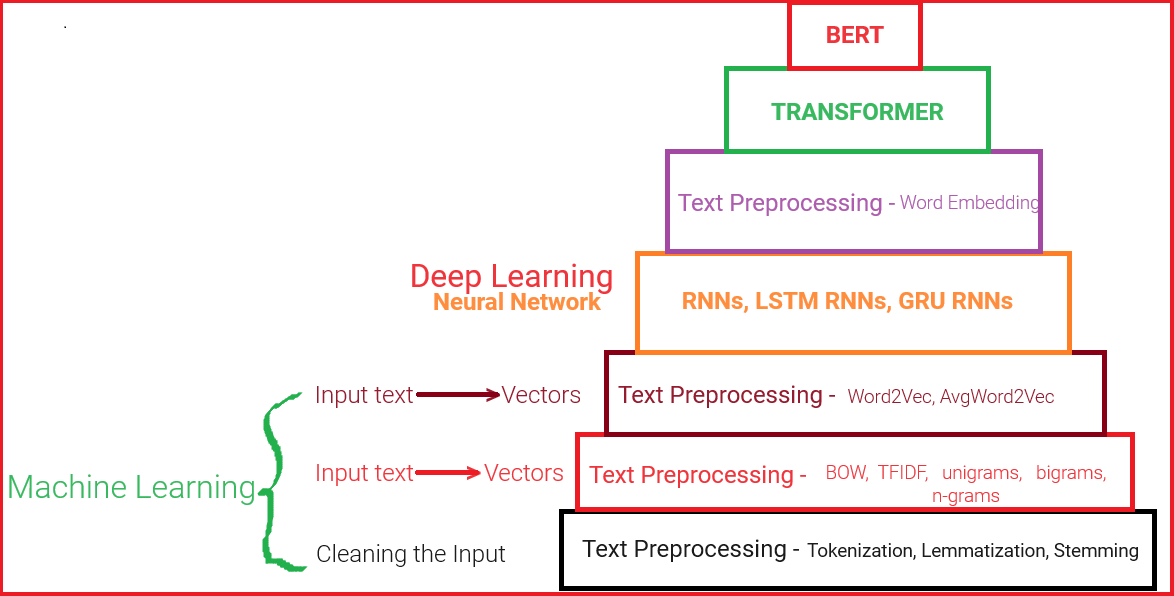 BERT
TRANSFORMER
Text Preprocessing - Word Embedding
Deep Learning
Neural Network
RNNs, LSTM RNNs, GRU RNNs
Input text Vectors
Text Preprocessing - Word2Vec, AvgWord2Vec
Machine Learning
Input text Vectors
Text Preprocessing - BOW, TFIDF, unigrams, bigrams,
n-grams
Cleaning the Input
Text Preprocessing - Tokenization, Lemmatization, Stemming